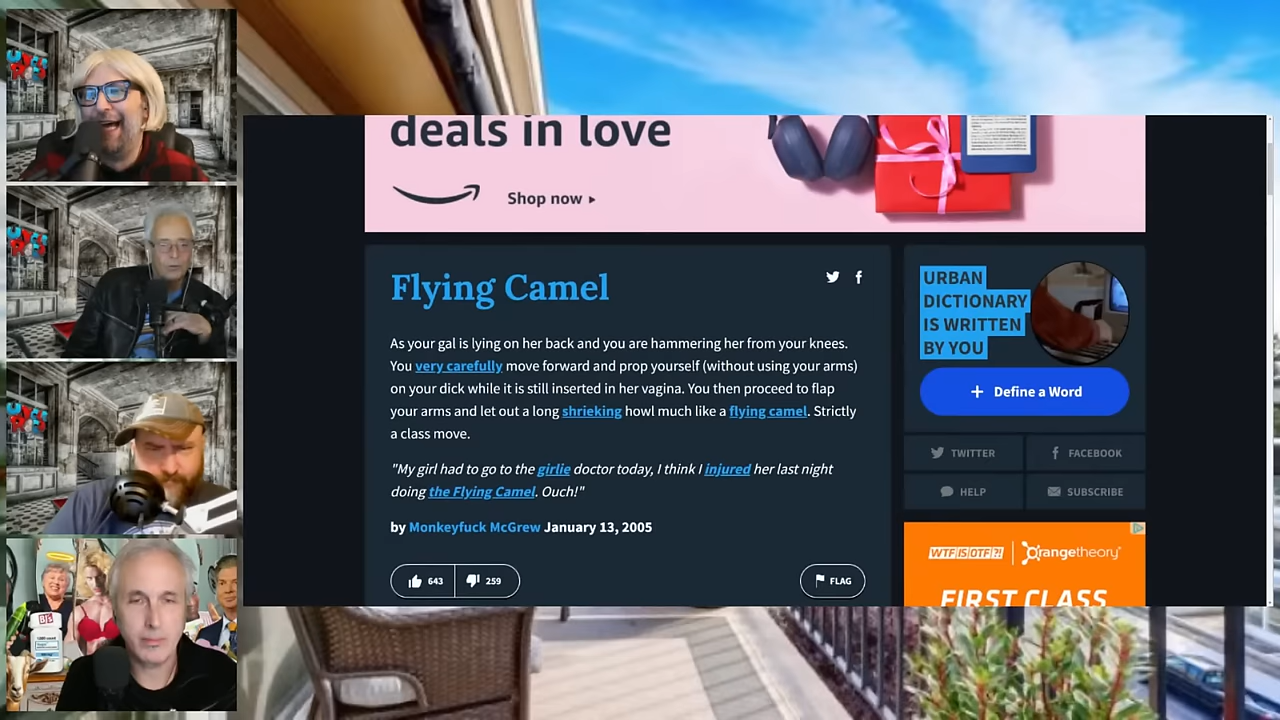 deals in love
Shop now
Flying Camel
As your gal is lying on her back and you are hammering her from your knees.
You very carefully move forward and prop yourself (without using your arms)
on your dick while it is still inserted in her vagina. You then proceed to flap
your arms and let out a long shrieking howl much like a flying camel. Strictly
a class move.
"My girl had to go to the girlie doctor today, I think I injured her last night
doing the Flying Camel. Ouch!"
by Monkeyfuck McGrew January 13, 2005
643
259
FLAG
URBAN
DICTIONARY
IS WRITTEN
BY YOU
+ Define a Word
TWITTER
FACEBOOK
HELP
SUBSCRIBE
WTF IS OTF?!
orangetheory
FIRST CLASS